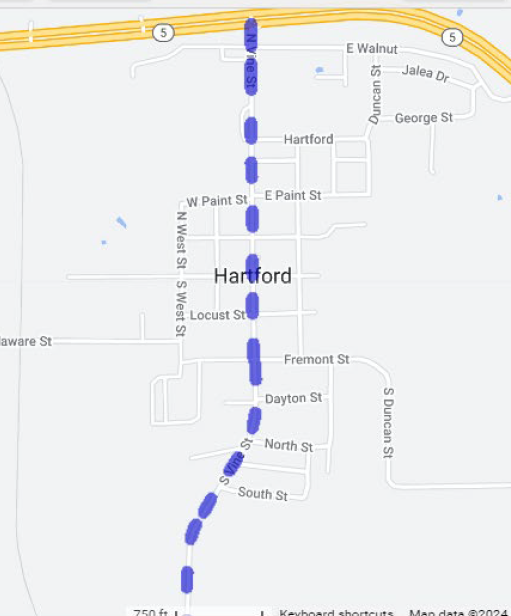 5
5
N Vine St
E Walnut
Jalea Dr
Duncan St
George St
Hartford
W Paint St
E Paint St
N West St
Hartford
S West St
Locust St
laware St
Fremont St
Dayton St
S Duncan St
North St
S Vine St
South St
750 ft
Keyboard shortcuts
Map data ©2024